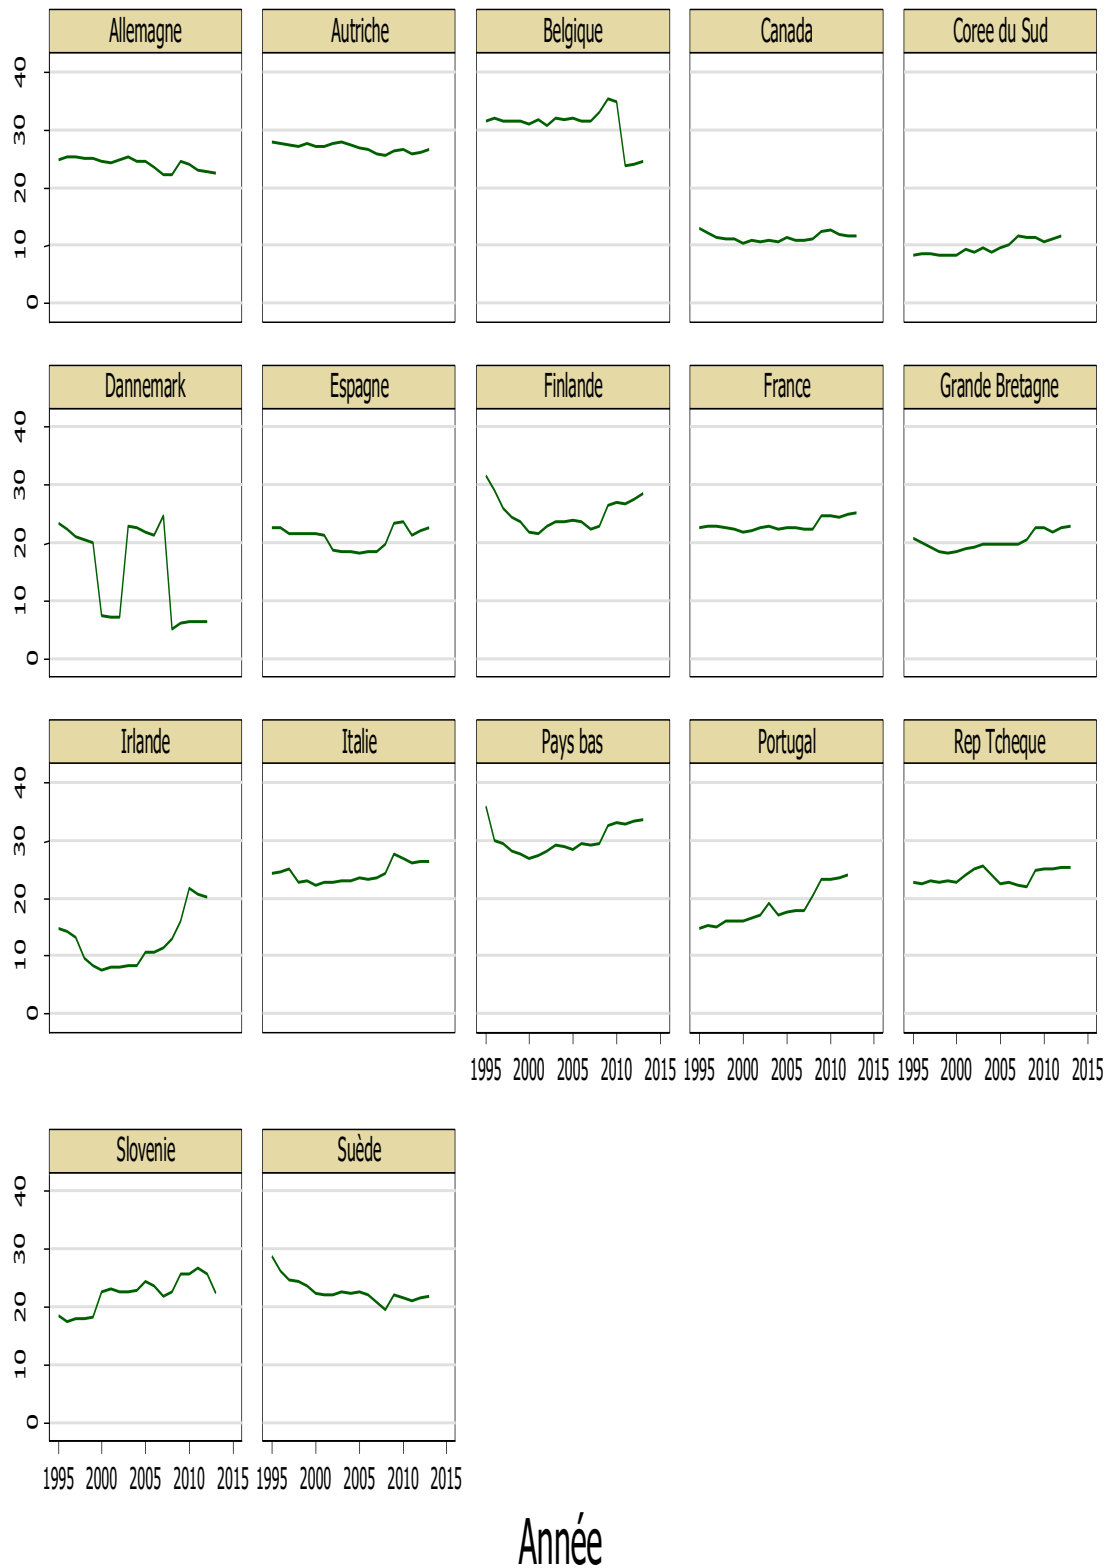 Allemagne Autriche Belgique Canada Coree du Sud
40
30
20
10
0
Dannemark Espagne Finlande France Grande Bretagne
40
30
20
10
0
Irlande Italie Pays bas Portugal Rep Tcheque
40
30
20
10
0
1995 2000 2005 2010 2015 1995 2000 2005 2010 2015 1995 2000 2005 2010 2015
Slovenie Suède
40
30
20
10
0
1995 2000 2005 2010 2015 1995 2000 2005 2010 2015
Année